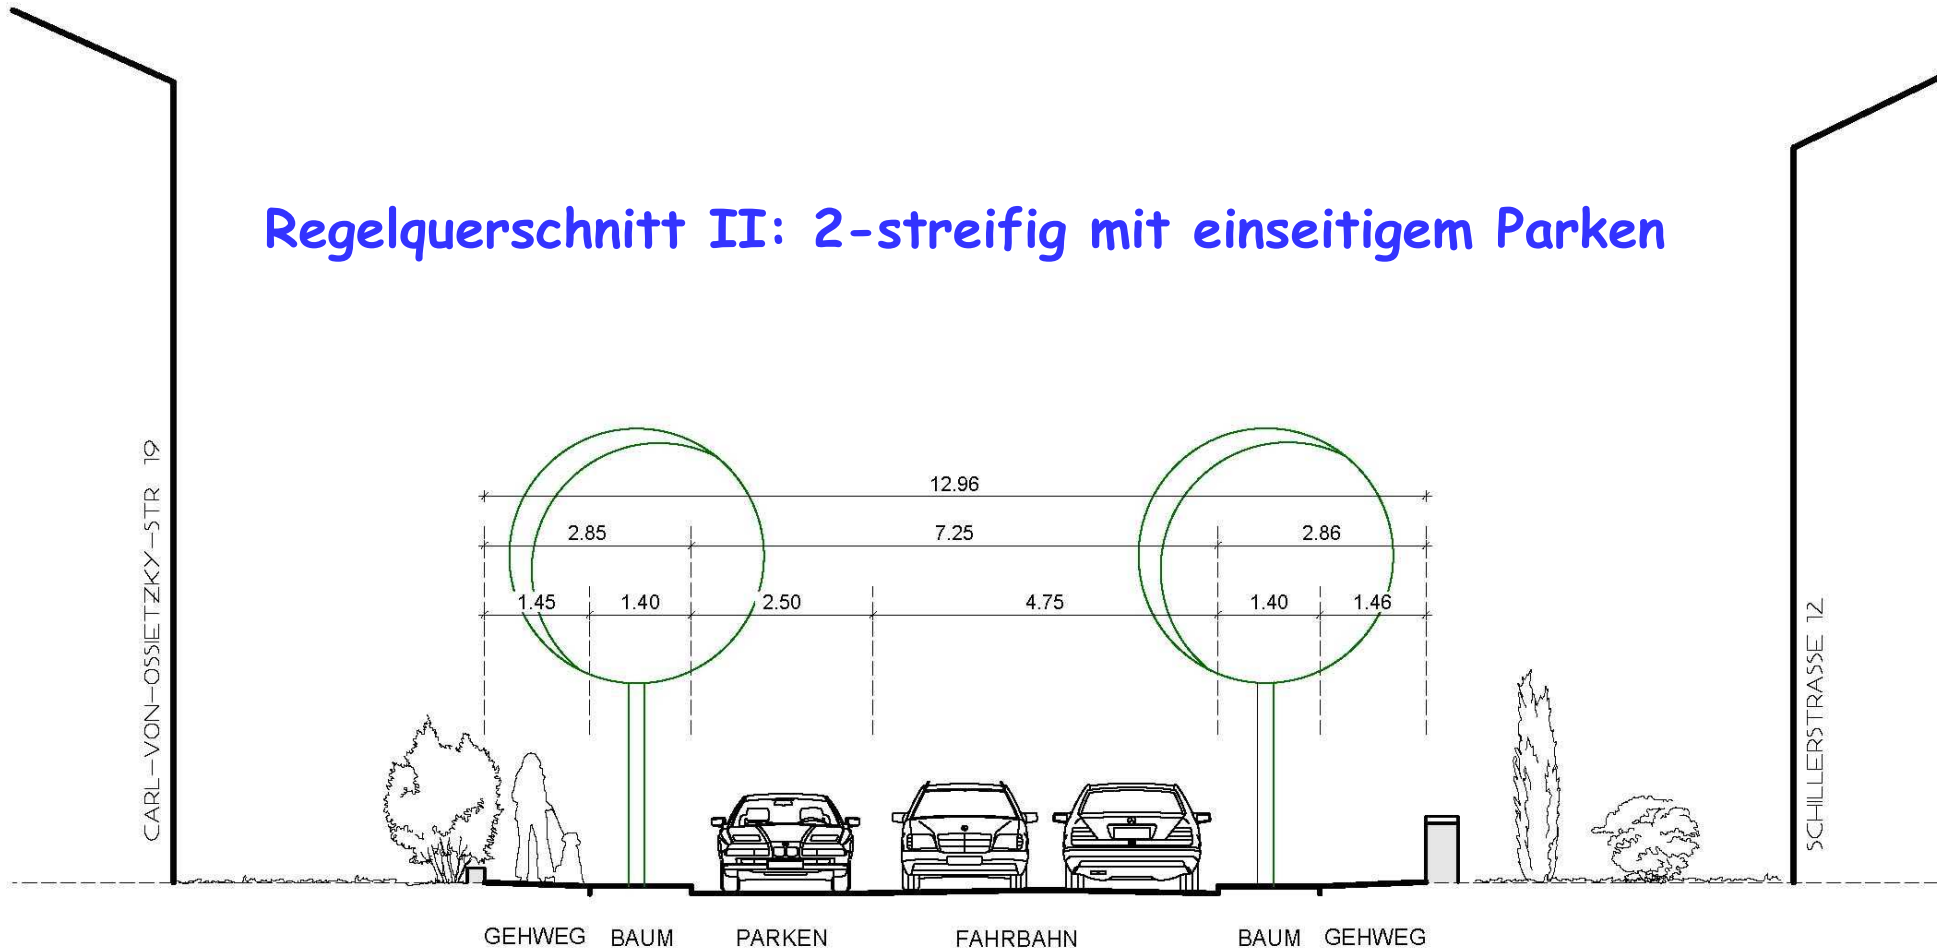 Regelquerschnitt II: 2-streifig mit einseitigem Parken
CARL-VON-OSSIETZKY-STR 19
12.96
2.85 7.25 2.86
1.45 1.40 2.50 4.75 1.40 1.46
SCHILLERSTRASSE 12
GEHWEG BAUM PARKEN FAHRBAHN BAUM GEHWEG